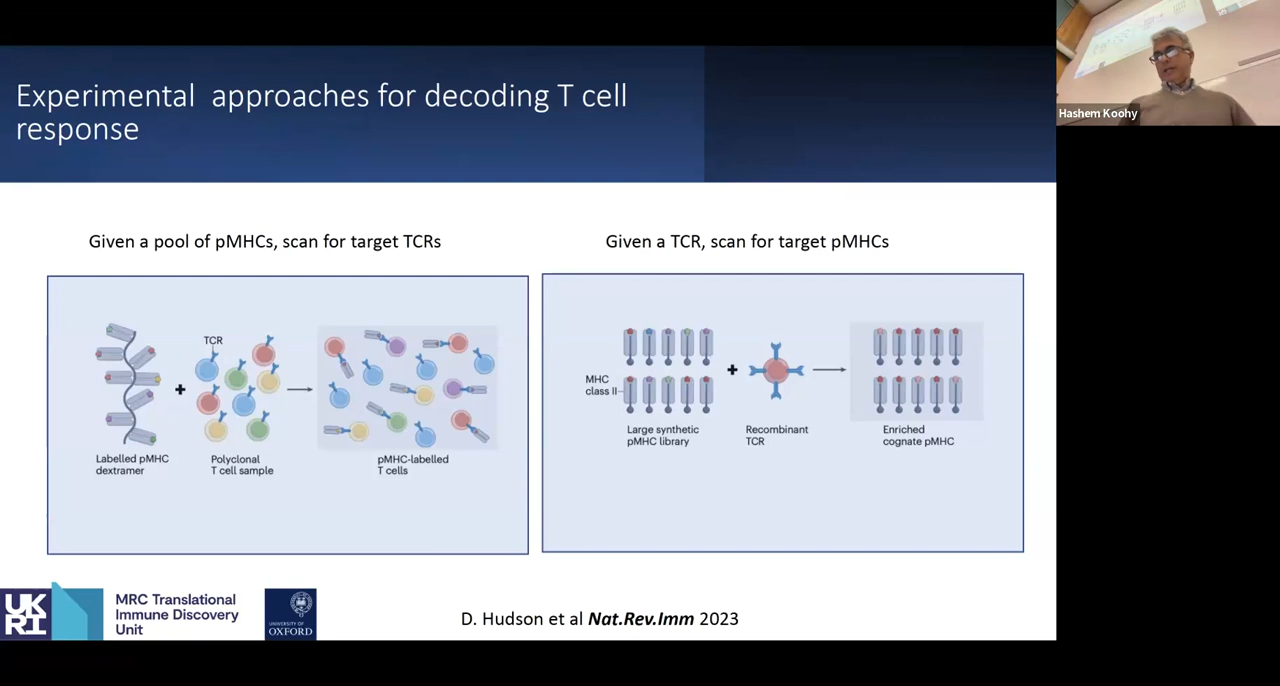 Experimental  approaches for decoding T cell
response
Hashem Koohy
Given a pool of pMHCs, scan for target TCRs
Given a TCR, scan for target pMHCs
TCR
Labelled pMHC
dextramer
Polyclonal
T cell sample
pMHC-labelled
T cells
MHC
class II
Large synthetic
pMHC library
Recombinant
TCR
Enriched
cognate pMHC
UK
RI
MRC Translational
Immune Discovery
Unit
UNIVERSITY OF
OXFORD
D. Hudson et al Nat.Rev.Imm 2023